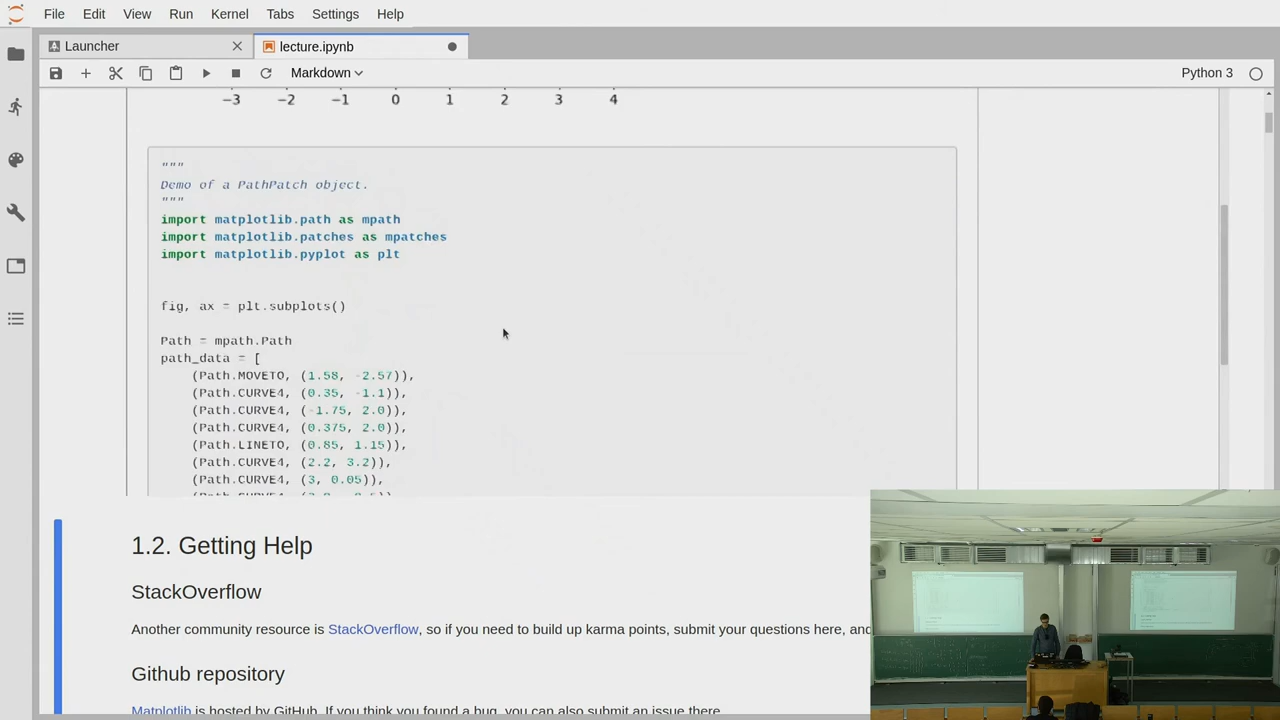 File Edit View Run Kernel Tabs Settings Help
Launcher
lecture.ipynb
Markdown
Python 3
−3 −2 −1 0 1 2 3 4
"""
Demo of a PathPatch object.
"""
import matplotlib.path as mpath
import matplotlib.patches as mpatches
import matplotlib.pyplot as plt
fig, ax = plt.subplots()
Path = mpath.Path
path_data = [
(Path.MOVETO, (1.58, -2.57)),
(Path.CURVE4, (0.35, -1.1)),
(Path.CURVE4, (-1.75, 2.0)),
(Path.CURVE4, (0.375, 2.0)),
(Path.LINETO, (0.85, 1.15)),
(Path.CURVE4, (2.2, 3.2)),
(Path.CURVE4, (3, 0.05)),
1.2. Getting Help
StackOverflow
Another community resource is StackOverflow, so if you need to build up karma points, submit your questions here, and
Github repository
Matplotlib is hosted by GitHub. If you think you found a bug, you can also submit an issue there